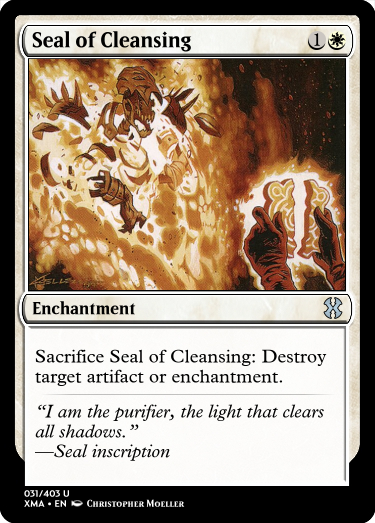 Seal of Cleansing 1
Enchantment
Sacrifice Seal of Cleansing: Destroy
target artifact or enchantment.
“I am the purifier, the light that clears
all shadows.”
—Seal inscription
031/403 U
XMA • EN Christopher Moeller